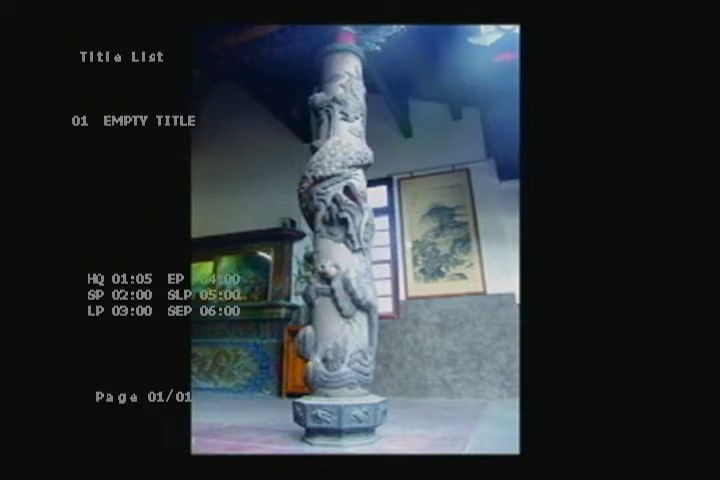 Title List
01 EMPTY TITLE
HQ 01:05 EP 04:00
SP 02:00 SLP 05:00
LP 03:00 SEP 06:00
Page 01/01